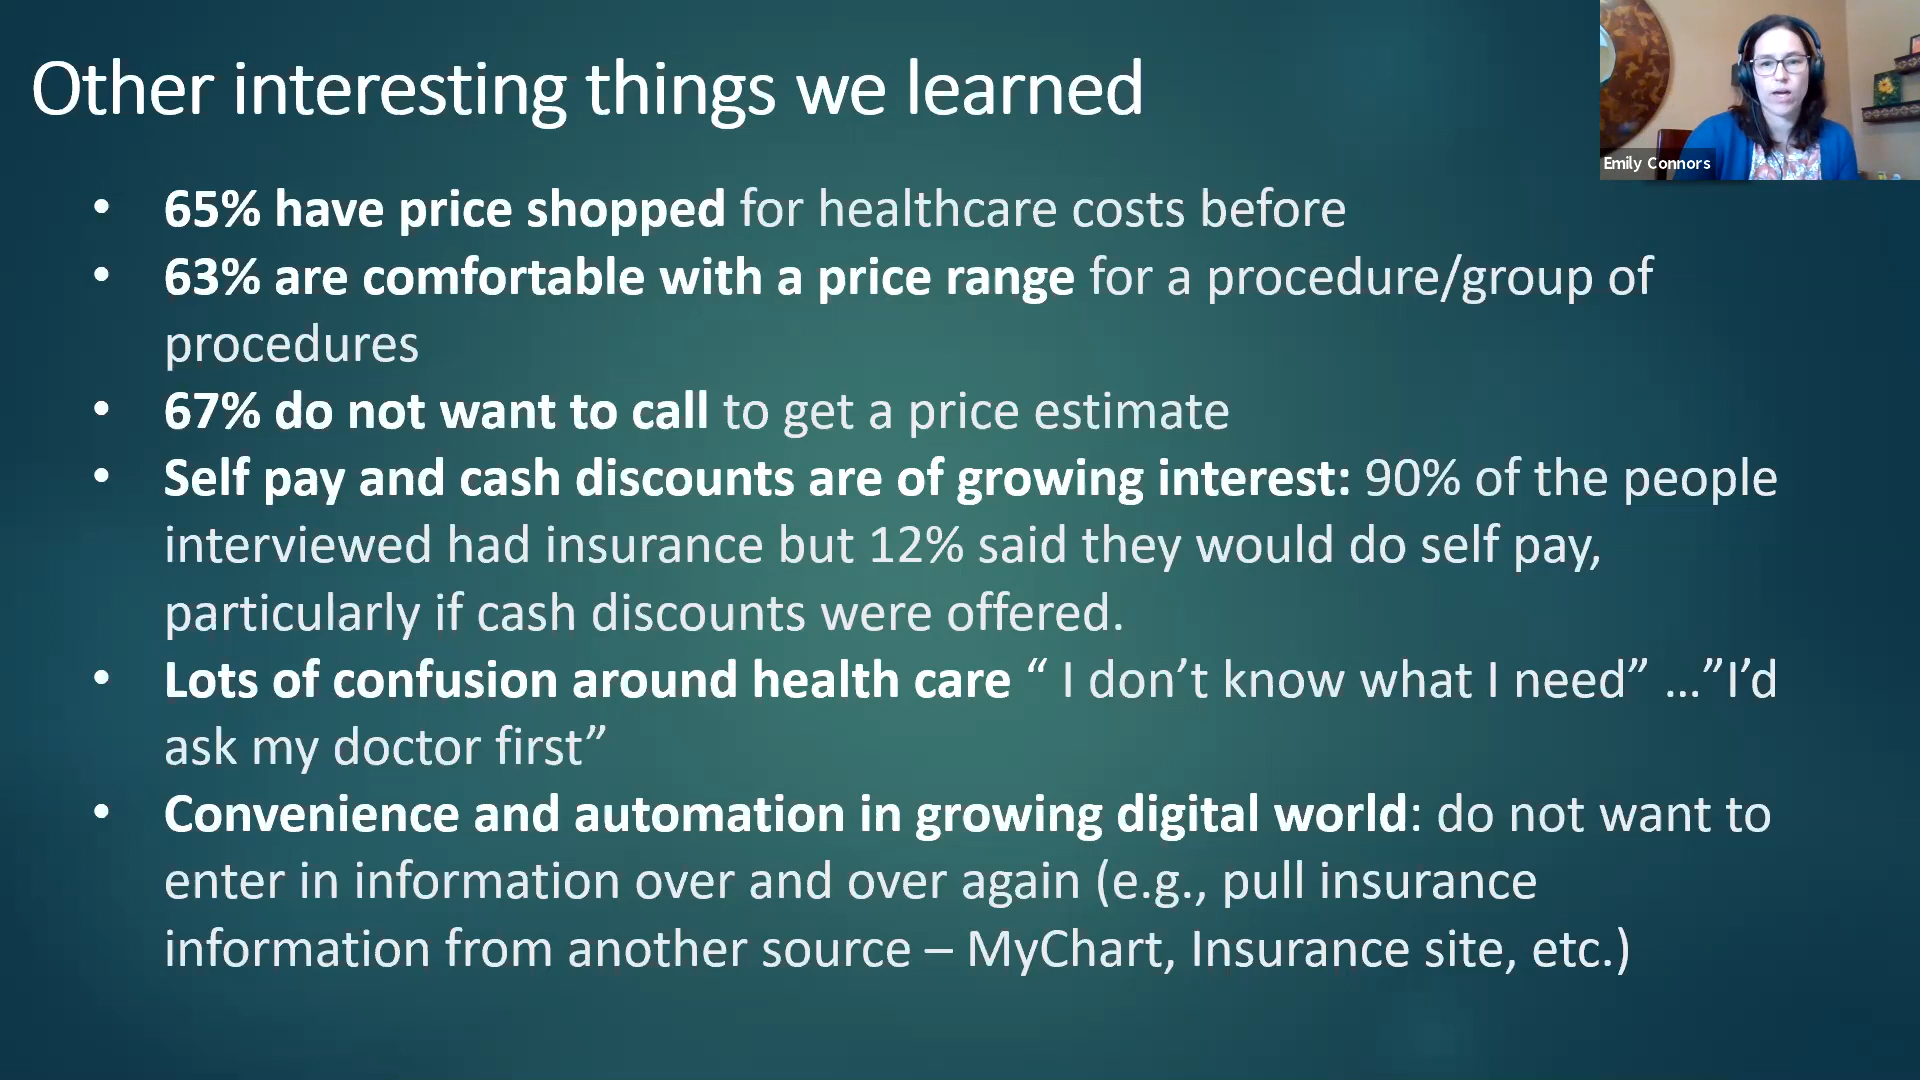 Other interesting things we learned
Emily Connors
• 65% have price shopped for healthcare costs before
• 63% are comfortable with a price range for a procedure/group of
procedures
• 67% do not want to call to get a price estimate
• Self pay and cash discounts are of growing interest: 90% of the people
interviewed had insurance but 12% said they would do self pay,
particularly if cash discounts were offered.
• Lots of confusion around health care “ I don’t know what I need” …”I’d
ask my doctor first”
• Convenience and automation in growing digital world: do not want to
enter in information over and over again (e.g., pull insurance
information from another source – MyChart, Insurance site, etc.)